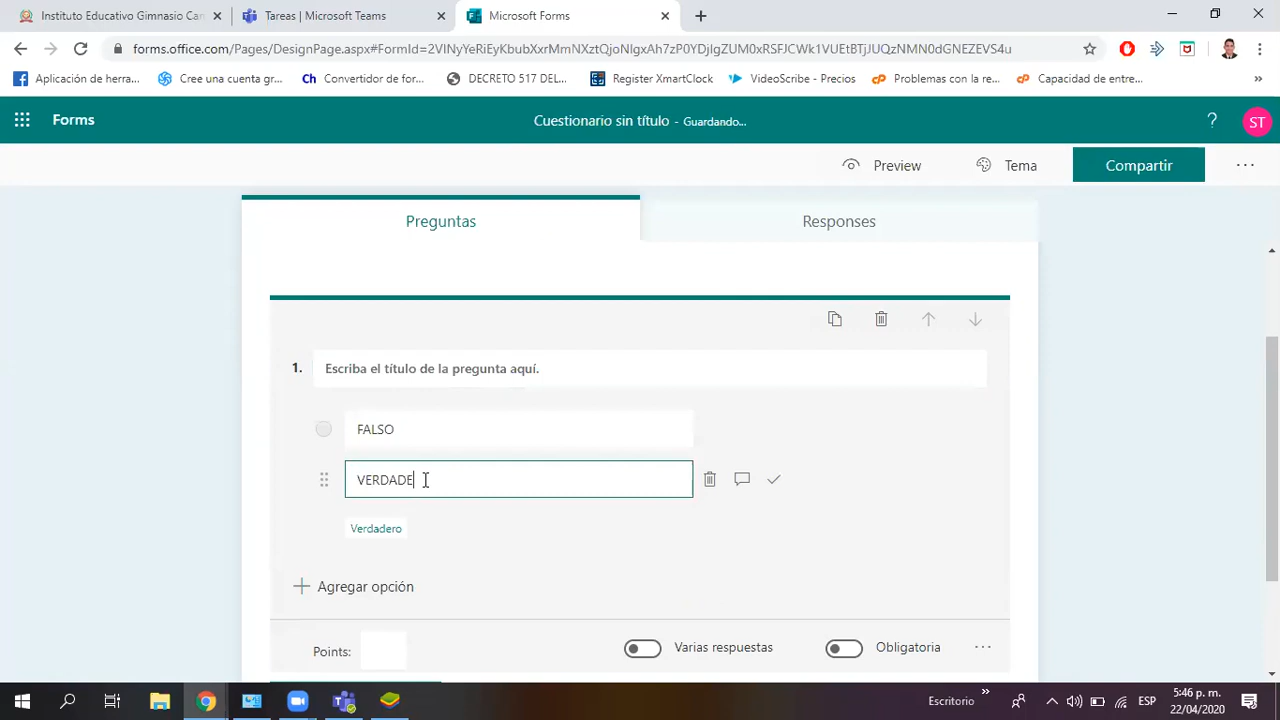 Instituto Educativo Gimnasio Ca
Tareas | Microsoft Teams
Microsoft Forms
forms.office.com/Pages/DesignPage.aspx#FormId=2VlNyYeRiEyKbubXxrMmNXztQjoNIgxAh7zP0YDjIgZUM0xRSFJCWk1VUEtBTjJUQzNMN0dGNEZEVS4u
Aplicación de herra...
Cree una cuenta gr...
Convertidor de for...
DECRETO 517 DEL...
Register XmartClock
VideoScribe - Precios
Problemas con la re...
Capacidad de entre...
»
Forms
Cuestionario sin título - Guardando...
?
ST
Preview
Tema
Compartir
...
Preguntas
Responses
1. Escriba el título de la pregunta aquí.
FALSO
VERDADE
Verdadero
Agregar opción
Points:
Varias respuestas
Obligatoria
...
Escritorio
»
ESP
5:46 p. m.
22/04/2020